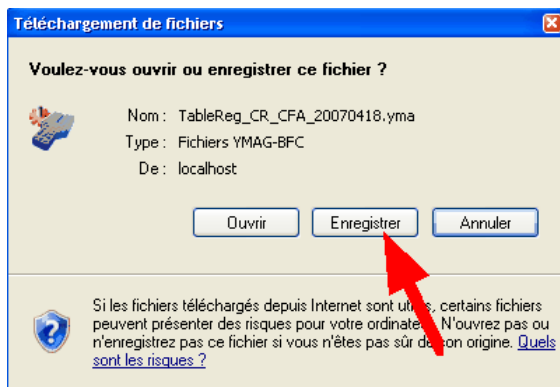 Téléchargement de fichiers
Voulez-vous ouvrir ou enregistrer ce fichier ?
Nom : TableReg_CR_CFA_20070418.yma
Type : Fichiers YMAG-BFC
De : localhost
Ouvrir Enregistrer Annuler
Si les fichiers téléchargés depuis Internet sont utiles, certains fichiers
peuvent présenter des risques pour votre ordinateur. N'ouvrez pas ou
n'enregistrez pas ce fichier si vous n'êtes pas sûr de son origine. Quels
sont les risques ?